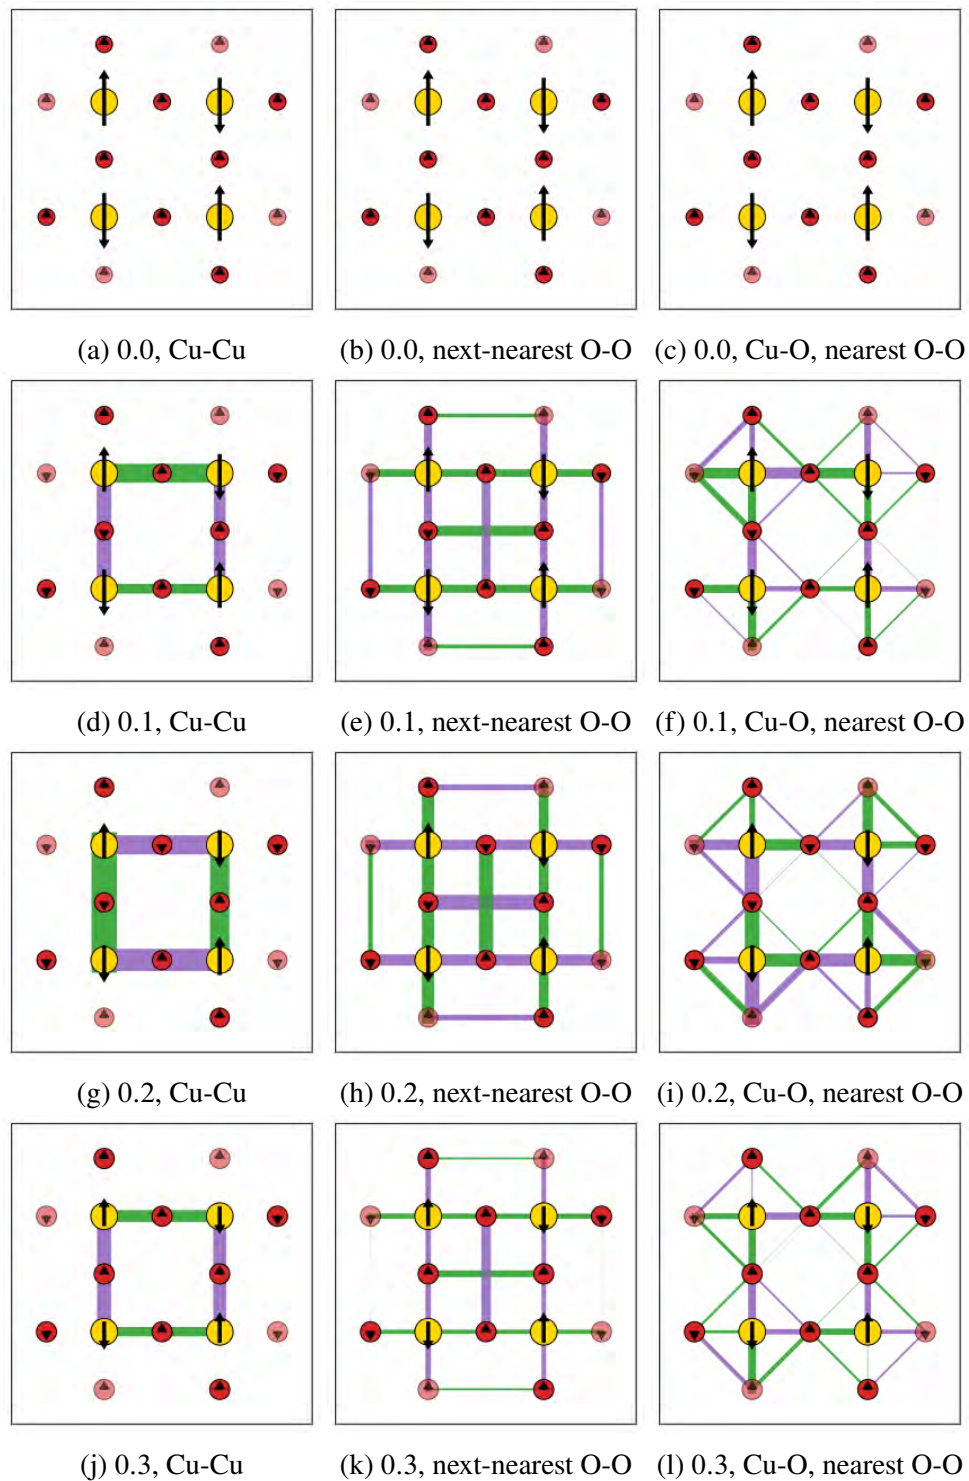 (a) 0.0, Cu-Cu
(b) 0.0, next-nearest O-O
(c) 0.0, Cu-O, nearest O-O
(d) 0.1, Cu-Cu
(e) 0.1, next-nearest O-O
(f) 0.1, Cu-O, nearest O-O
(g) 0.2, Cu-Cu
(h) 0.2, next-nearest O-O
(i) 0.2, Cu-O, nearest O-O
(j) 0.3, Cu-Cu
(k) 0.3, next-nearest O-O
(l) 0.3, Cu-O, nearest O-O